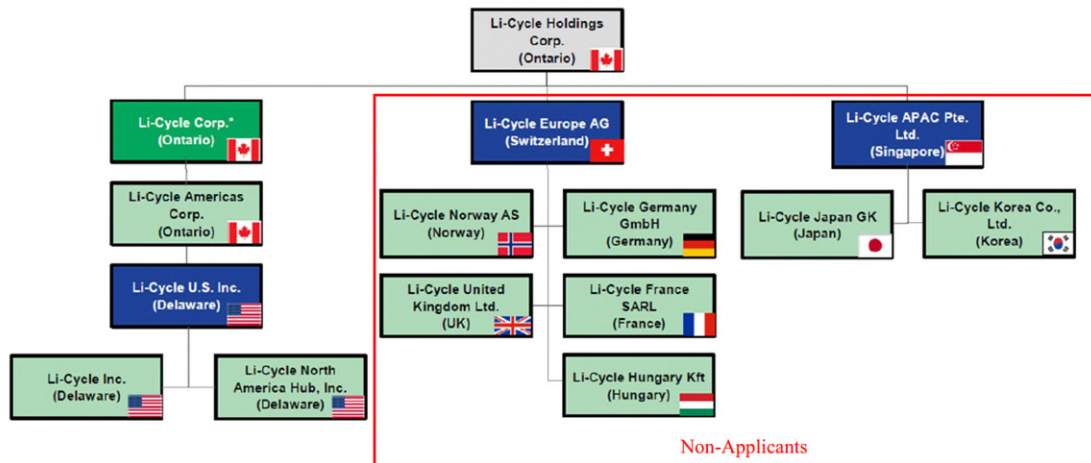 Li-Cycle Holdings
Corp.
(Ontario)
Li-Cycle Corp.*
(Ontario)
Li-Cycle Europe AG
(Switzerland)
Li-Cycle APAC Pte.
Ltd.
(Singapore)
Li-Cycle Americas
Corp.
(Ontario)
Li-Cycle Norway AS
(Norway)
Li-Cycle Germany
GmbH
(Germany)
Li-Cycle Japan GK
(Japan)
Li-Cycle Korea Co.,
Ltd.
(Korea)
Li-Cycle U.S. Inc.
(Delaware)
Li-Cycle United
Kingdom Ltd.
(UK)
Li-Cycle France
SARL
(France)
Li-Cycle Inc.
(Delaware)
Li-Cycle North
America Hub, Inc.
(Delaware)
Li-Cycle Hungary Kft
(Hungary)
Non-Applicants